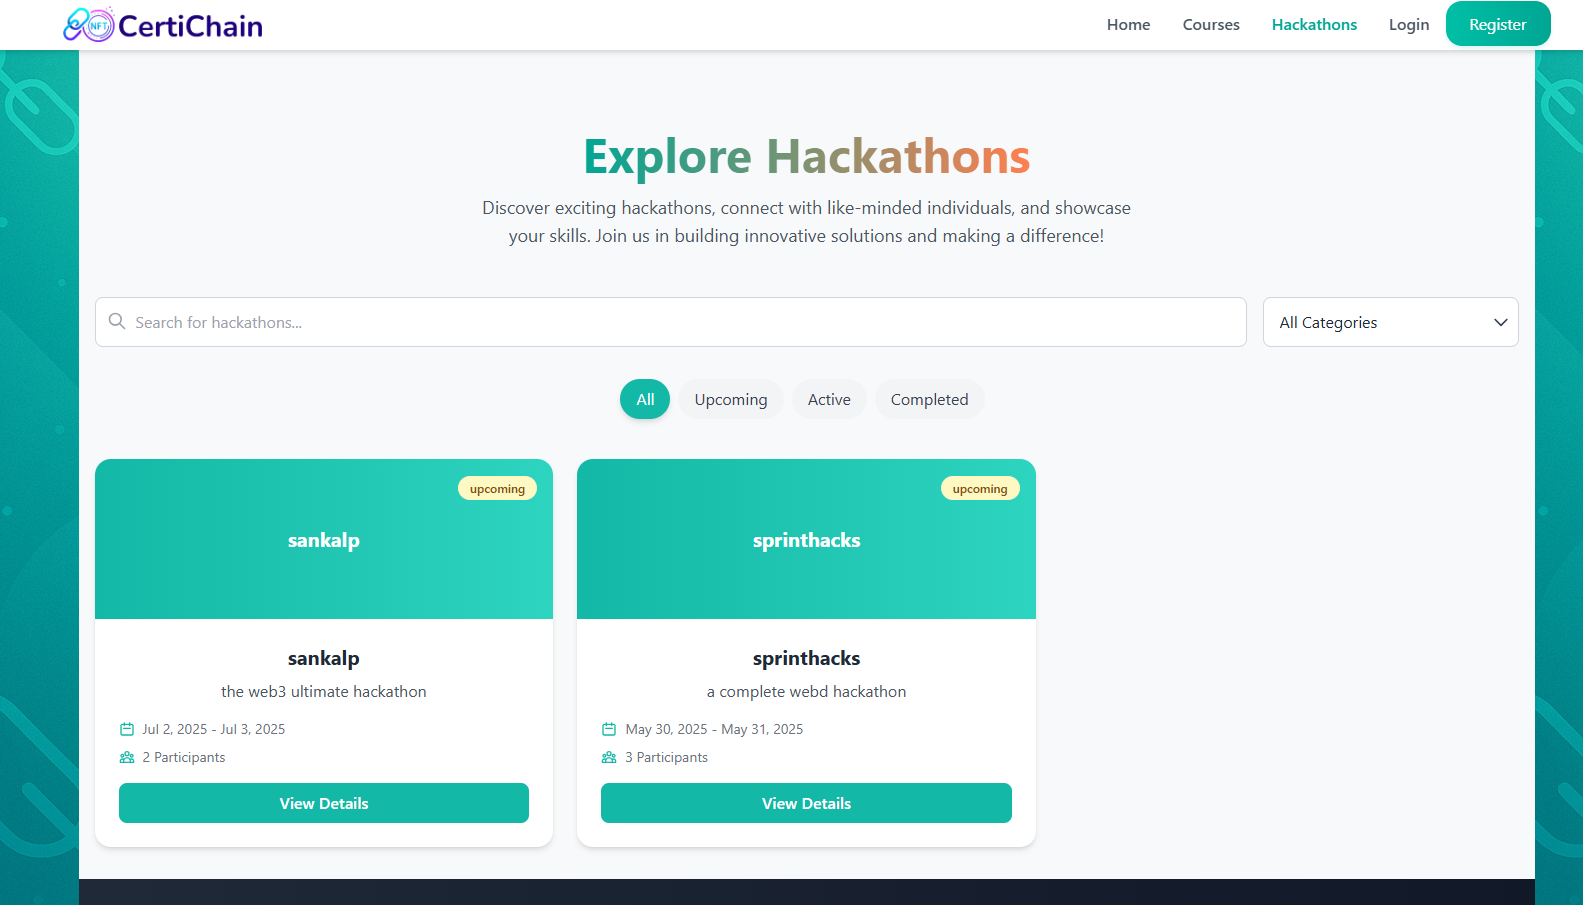 NFT CertiChain
Home Courses Hackathons Login Register
Explore Hackathons
Discover exciting hackathons, connect with like-minded individuals, and showcase
your skills. Join us in building innovative solutions and making a difference!
Search for hackathons...
All Categories
All Upcoming Active Completed
upcoming
sankalp
sankalp
the web3 ultimate hackathon
Jul 2, 2025 - Jul 3, 2025
2 Participants
View Details
upcoming
sprinthacks
sprinthacks
a complete webd hackathon
May 30, 2025 - May 31, 2025
3 Participants
View Details